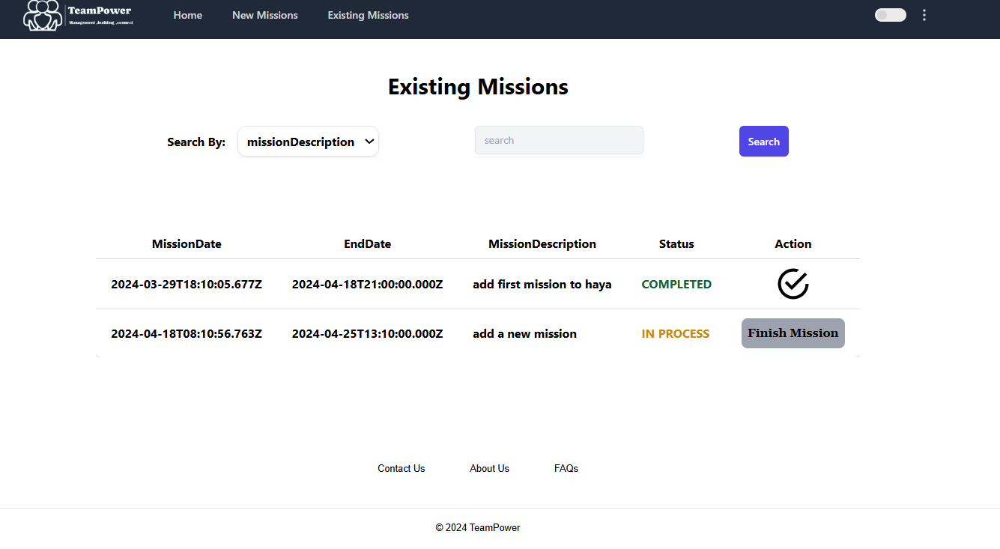 TeamPower
Management ,building ,connect
Home New Missions Existing Missions
Existing Missions
Search By: missionDescription search Search
MissionDate EndDate MissionDescription Status Action
2024-03-29T18:10:05.677Z 2024-04-18T21:00:00.000Z add first mission to haya COMPLETED
2024-04-18T08:10:56.763Z 2024-04-25T13:10:00.000Z add a new mission IN PROCESS Finish Mission
Contact Us About Us FAQs
© 2024 TeamPower